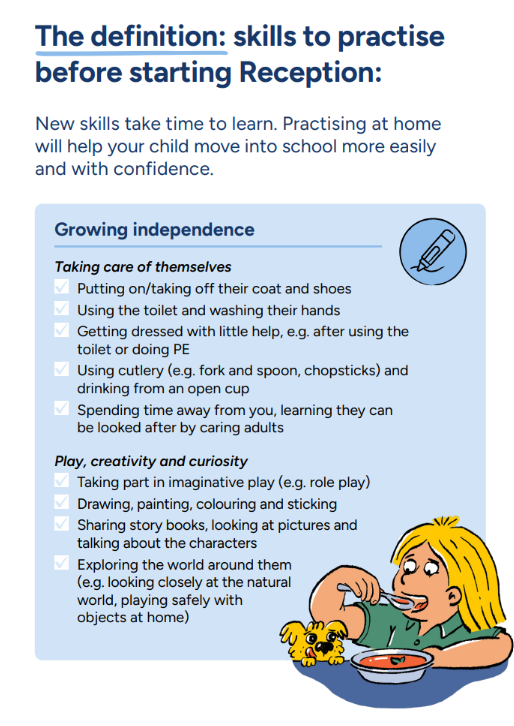 The definition: skills to practise
before starting Reception:
New skills take time to learn. Practising at home
will help your child move into school more easily
and with confidence.
Growing independence
Taking care of themselves
Putting on/taking off their coat and shoes
Using the toilet and washing their hands
Getting dressed with little help, e.g. after using the
toilet or doing PE
Using cutlery (e.g. fork and spoon, chopsticks) and
drinking from an open cup
Spending time away from you, learning they can
be looked after by caring adults
Play, creativity and curiosity
Taking part in imaginative play (e.g. role play)
Drawing, painting, colouring and sticking
Sharing story books, looking at pictures and
talking about the characters
Exploring the world around them
(e.g. looking closely at the natural
world, playing safely with
objects at home)